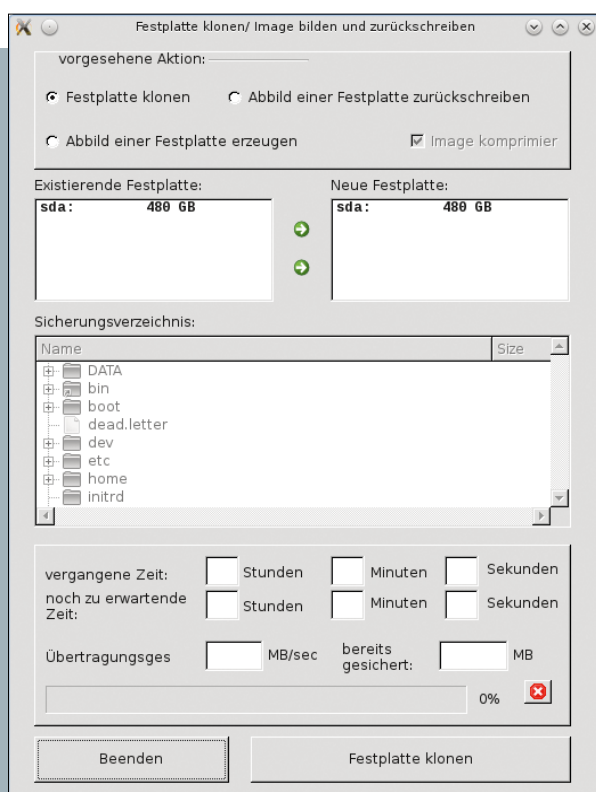 Festplatte klonen/ Image bilden und zurückschreiben
vorgesehene Aktion:
Festplatte klonen
Abbild einer Festplatte zurückschreiben
Abbild einer Festplatte erzeugen
Image komprimier
Existierende Festplatte:
Neue Festplatte:
sda: 480 GB
sda: 480 GB
Sicherungsverzeichnis:
Name Size
DATA
bin
boot
dead.letter
dev
etc
home
initrd
vergangene Zeit: Stunden Minuten Sekunden
noch zu erwartende
Zeit: Stunden Minuten Sekunden
Übertragungsges MB/sec
bereits
gesichert: MB
0%
Beenden
Festplatte klonen